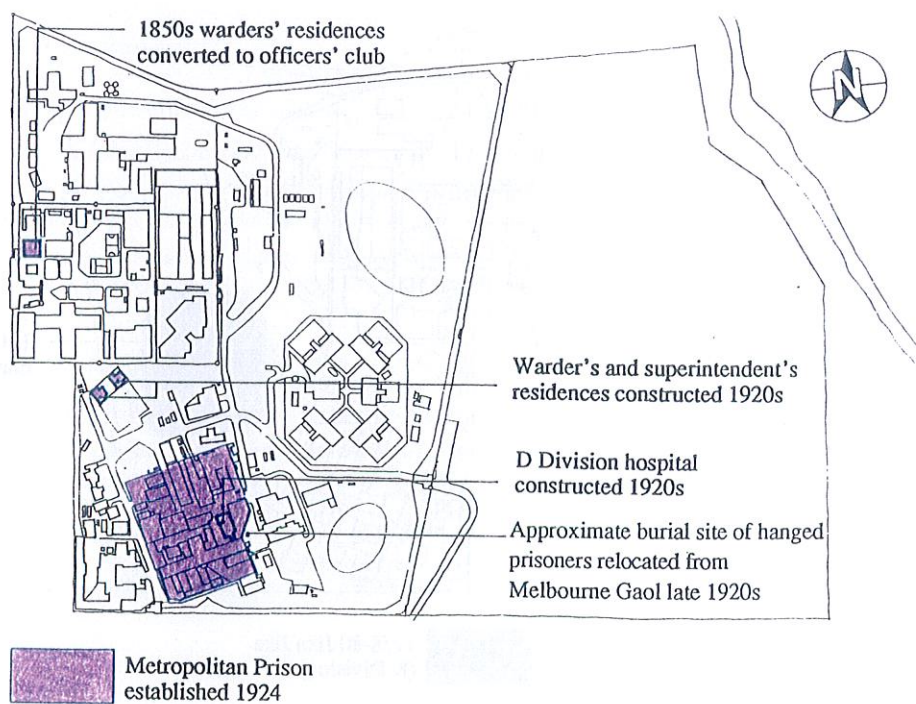 1850s warders' residences
converted to officers' club
N
Warder's and superintendent's
residences constructed 1920s
D Division hospital
constructed 1920s
Approximate burial site of hanged
prisoners relocated from
Melbourne Gaol late 1920s
Metropolitan Prison
established 1924